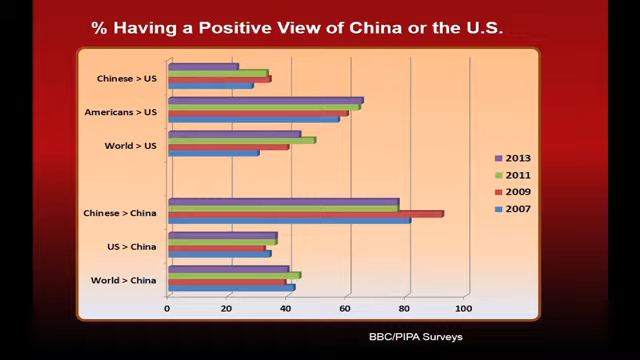 % Having a Positive View of China or the U.S.
Chinese > US
Americans > US
World > US
Chinese > China
US > China
World > China
0 20 40 60 80 100
2013
2011
2009
2007
BBC/PIPA Surveys